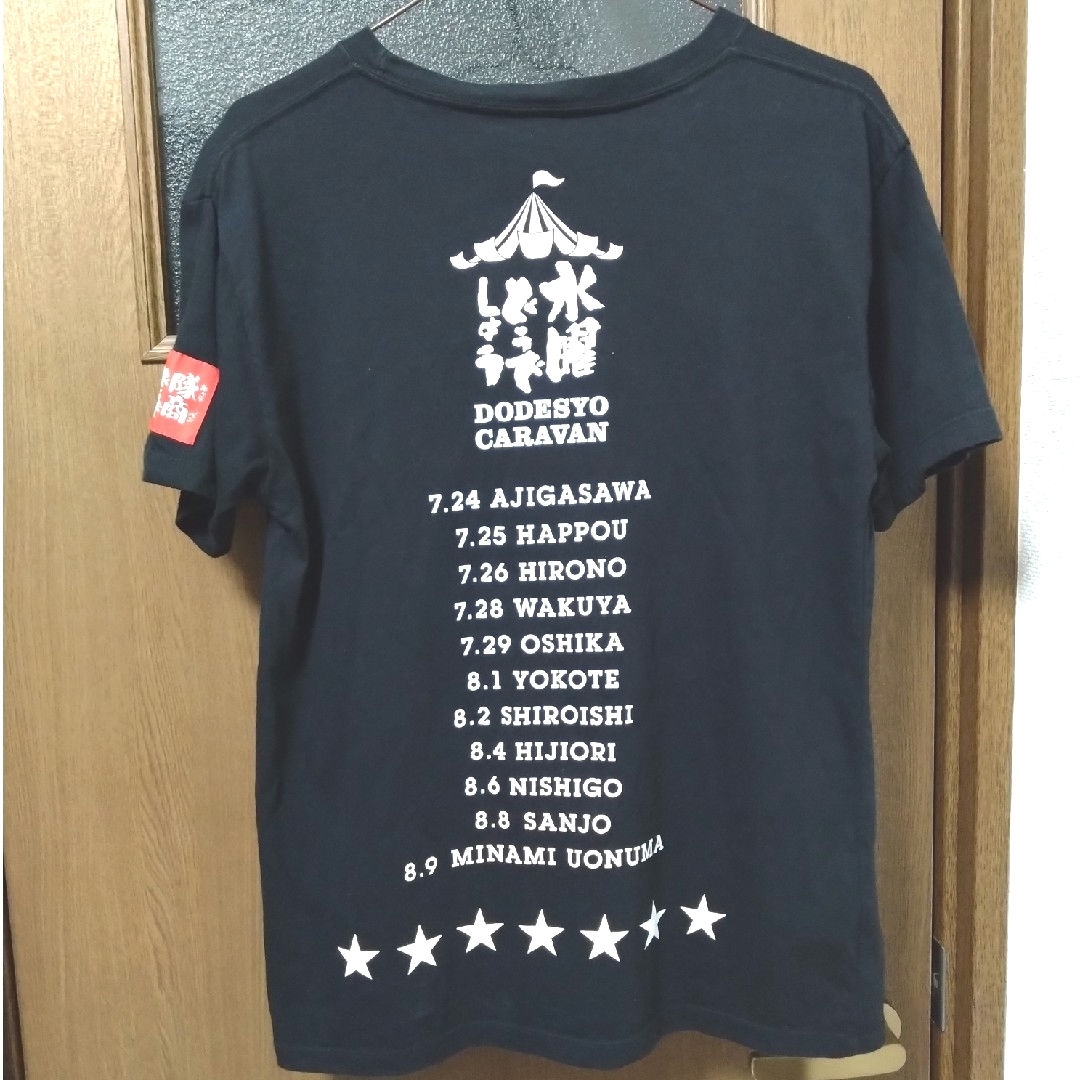 水曜
どうで
しょう
DODESYO
CARAVAN
隊
商
7.24 AJIGASAWA
7.25 HAPPOU
7.26 HIRONO
7.28 WAKUYA
7.29 OSHIKA
8.1 YOKOTE
8.2 SHIROISHI
8.4 HIJIORI
8.6 NISHIGO
8.8 SANJO
8.9 MINAMI UONUMA